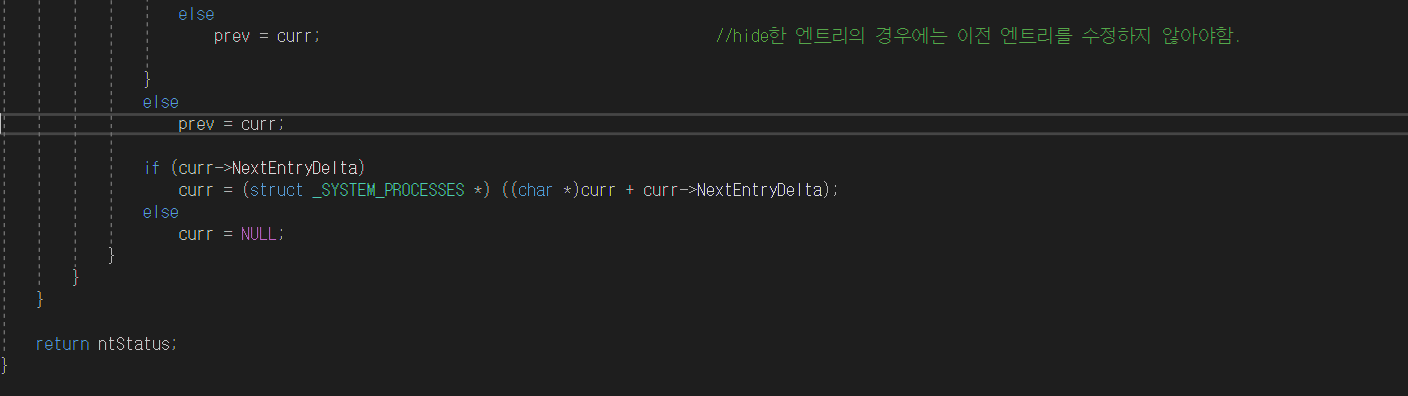 else
prev = curr; //hide한 엔트리의 경우에는 이전 엔트리를 수정하지 않아야함.
}
else
prev = curr;
if (curr->NextEntryDelta)
curr = (struct _SYSTEM_PROCESSES *) ((char *)curr + curr->NextEntryDelta);
else
curr = NULL;
}
}
}
return ntStatus;
}